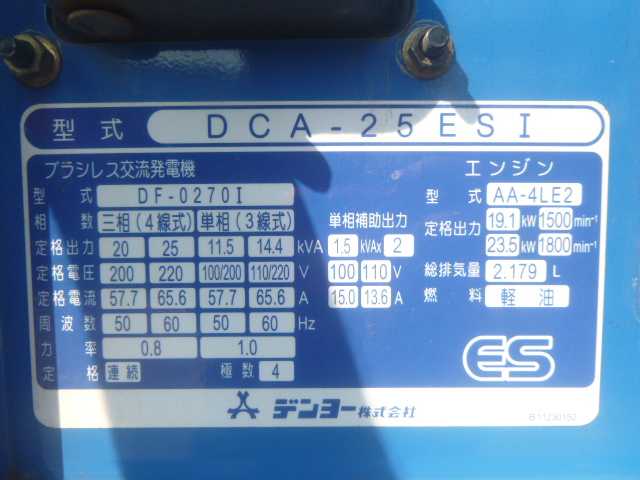 型式 DCA-25ESI
ブラシレス交流発電機 エンジン
型式 DF-0270I 型式 AA-4LE2
相数 三相(4線式) 単相(3線式) 単相補助出力 定格出力 19.1 kW 1500 min⁻¹
定格出力 20 25 11.5 14.4 kVA 1.5 kVAx 2 23.5 kW 1800 min⁻¹
定格電圧 200 220 100/200 110/220 V 100 110 V 総排気量 2.179 L
定格電流 57.7 65.6 57.7 65.6 A 15.0 13.6 A 燃料 軽油
周波数 50 60 50 60 Hz
力率 0.8 1.0
定格 連続 極数 4
ES
デンヨー株式会社
B11230150